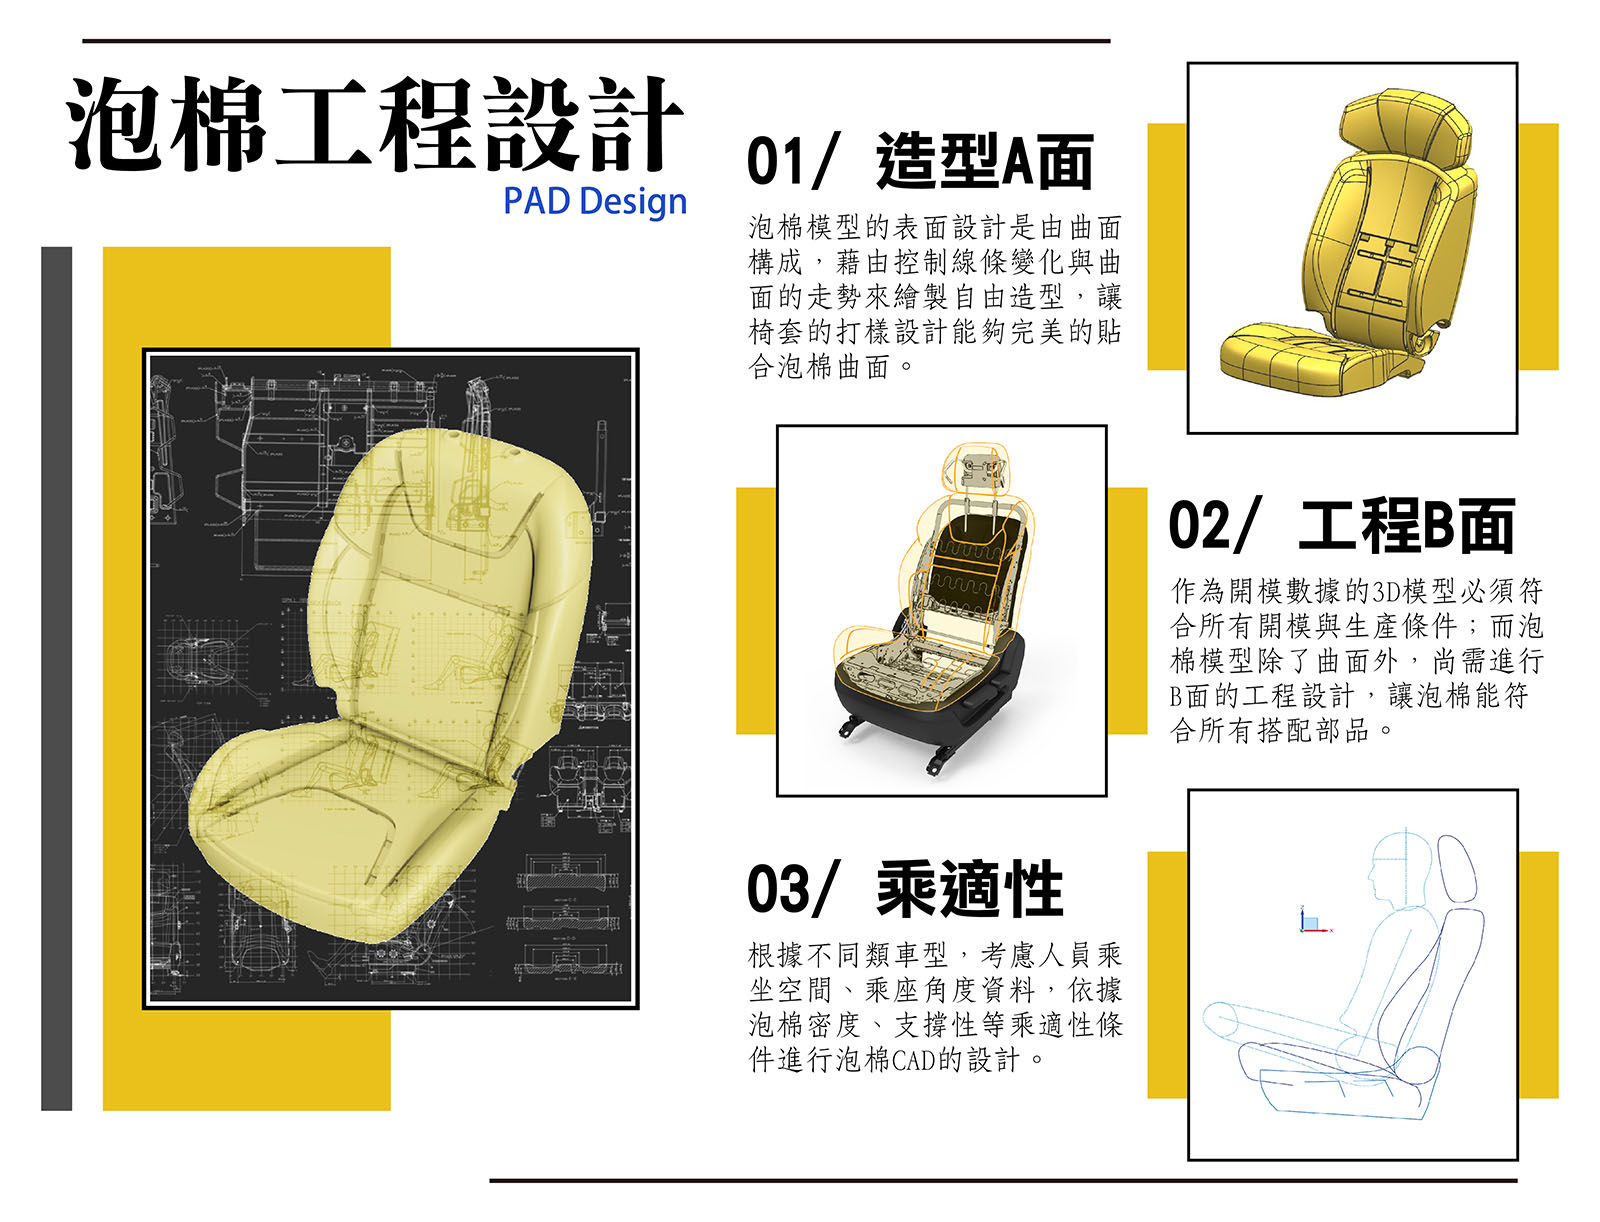 泡棉工程設計
PAD Design
01/ 造型A面
泡棉模型的表面設計是由曲面
構成，藉由控制線條變化與曲
面的走勢來繪製自由造型，讓
椅套的打樣設計能夠完美的貼
合泡棉曲面。
02/ 工程B面
作為開模數據的3D模型必須符
合所有開模與生產條件；而泡
棉模型除了曲面外，尚需進行
B面的工程設計，讓泡棉能符
合所有搭配部品。
03/ 乘適性
根據不同類車型，考慮人員乘
坐空間、乘座角度資料，依據
泡棉密度、支撐性等乘適性條
件進行泡棉CAD的設計。